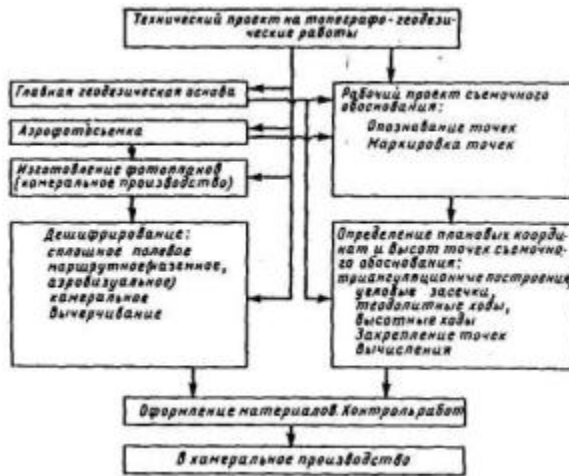 Технический проект на топографо-геодези-
ческие работы
Главная геодезическая основа
Аэрофотосъемка
Изготовление фотопланов
(камеральное производство)
Дешифрирование:
сплошное полевое
маршрутное(наземное,
аэровизуальное)
камеральное
вычерчивание
Рабочий проект съемочного
обоснования:
Опознавание точек
Маркировка точек
Определение плановых коорди-
нат и высот точек съемочно-
го обоснования:
триангуляционные построения,
угловые засечки,
теодолитные ходы,
высотные ходы
Закрепление точек
Вычисления
Оформление материалов. Контроль работ
В камеральное производство